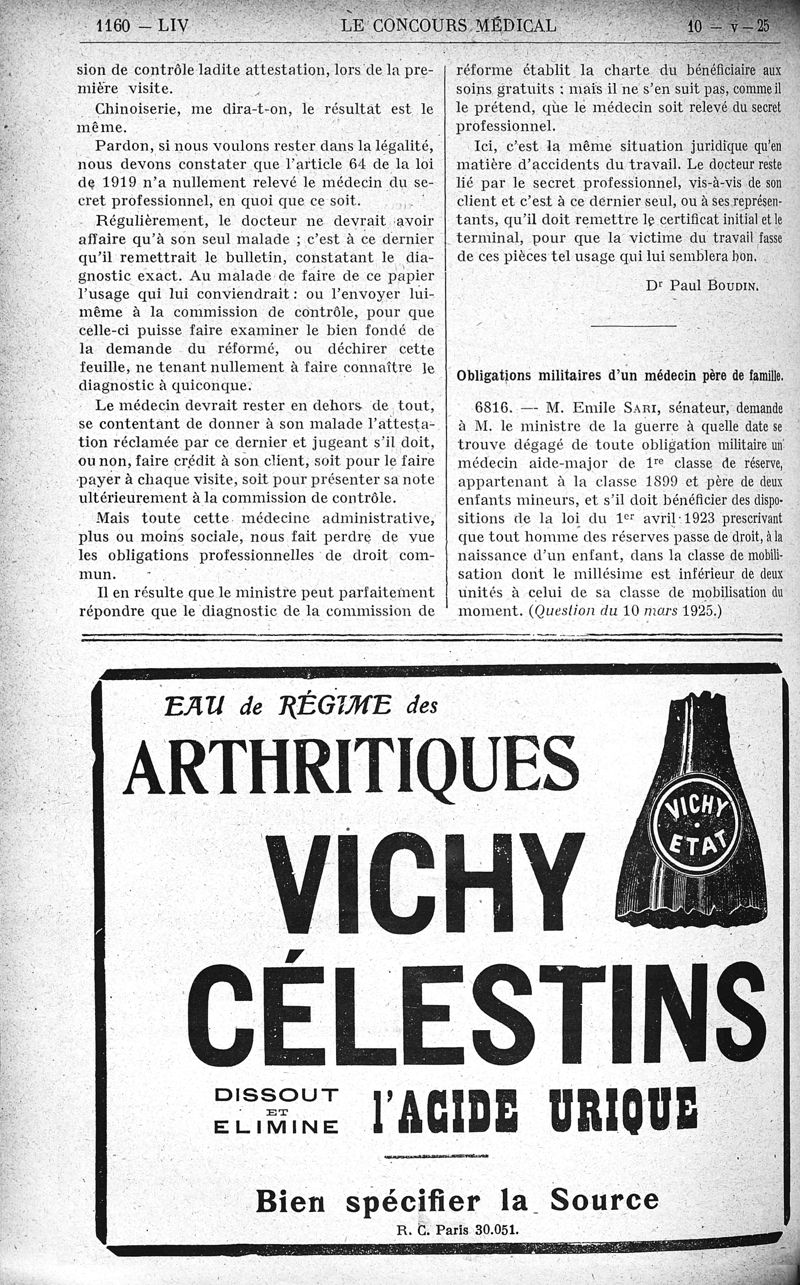 1160 — LIV
LE CONCOURS MÉDICAL
10 — V — 25
sion de contrôle ladite attestation, lors de la pre-
mière visite.
Chinoiserie, me dira-t-on, le résultat est le
même.
Pardon, si nous voulons rester dans la légalité,
nous devons constater que l'article 64 de la loi
de 1919 n'a nullement relevé le médecin du se-
cret professionnel, en quoi que ce soit.
Régulièrement, le docteur ne devrait avoir
affaire qu'à son seul malade ; c'est à ce dernier
qu'il remettrait le bulletin, constatant le dia-
gnostic exact. Au malade de faire de ce papier
l'usage qui lui conviendrait : ou l'envoyer lui-
même à la commission de contrôle, pour que
celle-ci puisse faire examiner le bien fondé de
la demande du réformé, ou déchirer cette
feuille, ne tenant nullement à faire connaître le
diagnostic à quiconque.
Le médecin devrait rester en dehors de tout,
se contentant de donner à son malade l'attesta-
tion réclamée par ce dernier et jugeant s'il doit,
ou non, faire crédit à son client, soit pour le faire
payer à chaque visite, soit pour présenter sa note
ultérieurement à la commission de contrôle.
Mais toute cette médecine administrative,
plus ou moins sociale, nous fait perdre de vue
les obligations professionnelles de droit com-
mun.
Il en résulte que le ministre peut parfaitement
répondre que le diagnostic de la commission de
réforme établit la charte du bénéficiaire aux
soins gratuits ; mais il ne s'en suit pas, comme il
le prétend, que le médecin soit relevé du secret
professionnel.
Ici, c'est la même situation juridique qu'en
matière d'accidents du travail. Le docteur reste
lié par le secret professionnel, vis-à-vis de son
client et c'est à ce dernier seul, ou à ses représen-
tants, qu'il doit remettre le certificat initial et le
terminal, pour que la victime du travail fasse
de ces pièces tel usage qui lui semblera bon.
Dr Paul BOUDIN.
Obligations militaires d'un médecin père de famille.
6816. — M. Emile SARI, sénateur, demande
à M. le ministre de la guerre à quelle date se
trouve dégagé de toute obligation militaire un
médecin aide-major de 1re classe de réserve,
appartenant à la classe 1899 et père de deux
enfants mineurs, et s'il doit bénéficier des dispo-
sitions de la loi du 1er avril 1923 prescrivant
que tout homme des réserves passe de droit, à la
naissance d'un enfant, dans la classe de mobili-
sation dont le millésime est inférieur de deux
unités à celui de sa classe de mobilisation du
moment. (Question du 10 mars 1925.)
EAU de RÉGIME des
ARTHRITIQUES
VICHY
ETAT
VICHY
CÉLESTINS
DISSOUT
ET
ELIMINE
l'ACIDE URIQUE
Bien spécifier la Source
R. C. Paris 30.051.